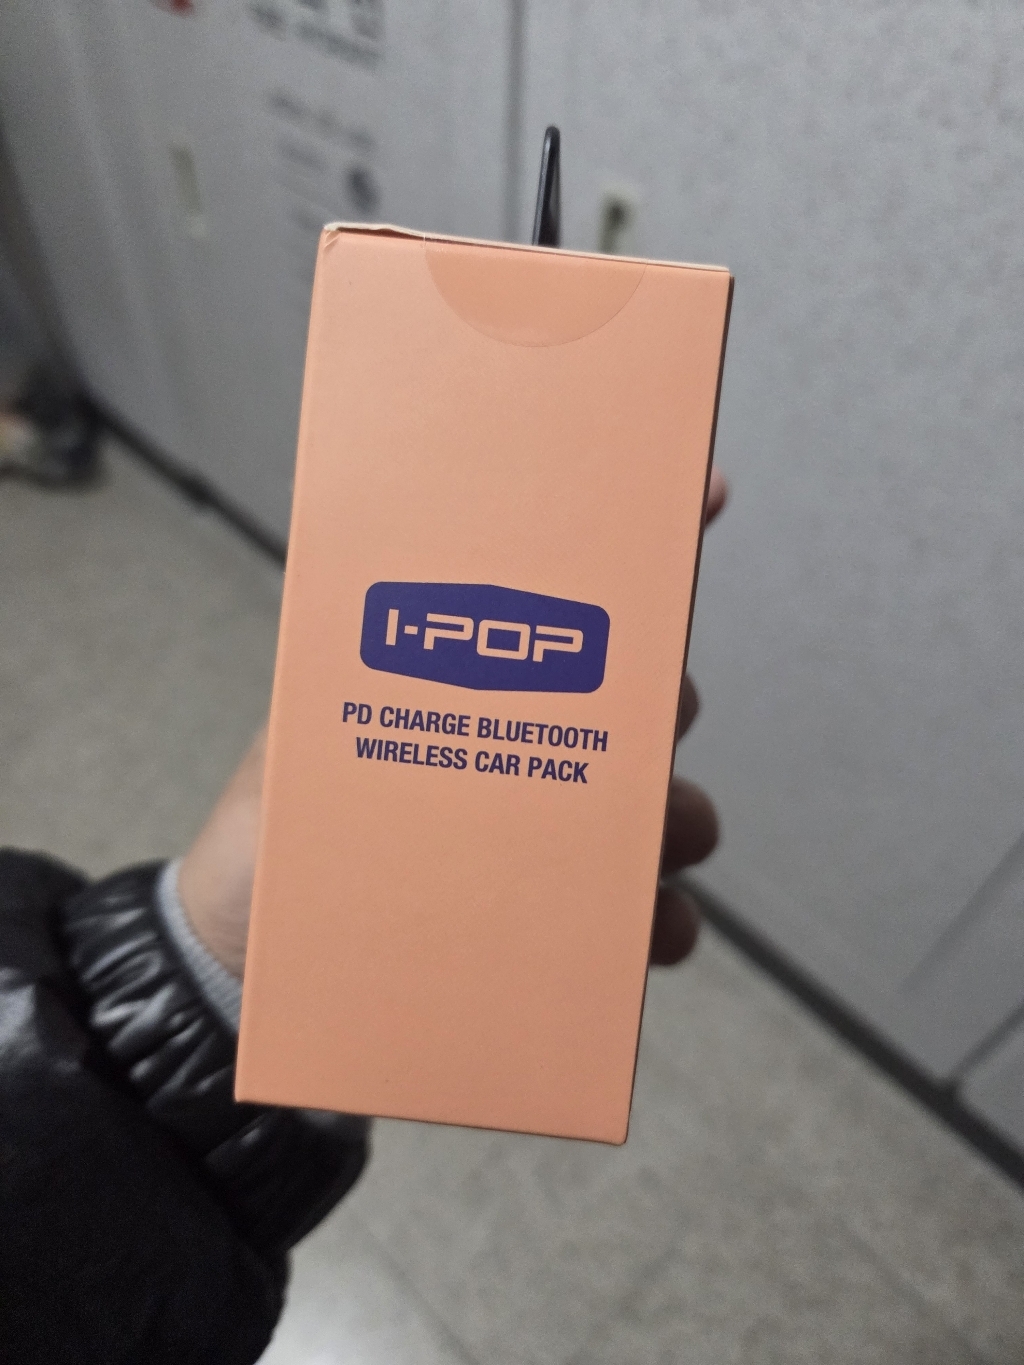 I-POP
PD CHARGE BLUETOOTH
WIRELESS CAR PACK